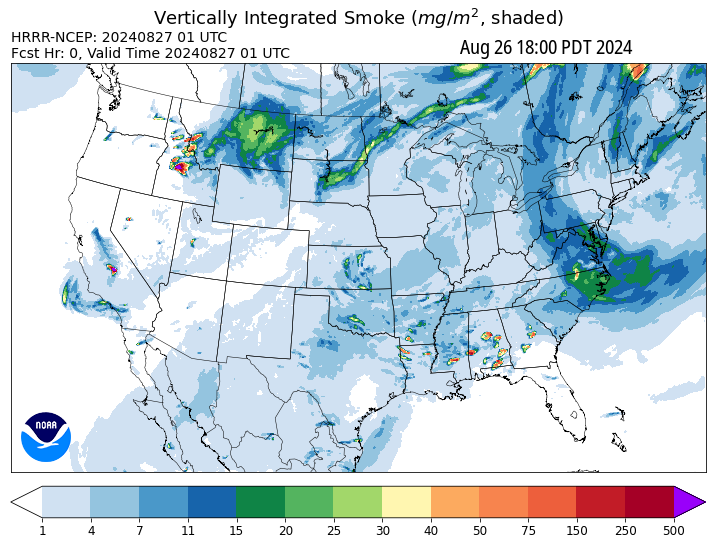 Vertically Integrated Smoke (mg/m², shaded)
HRRR-NCEP: 20240827 01 UTC
Fcst Hr: 0, Valid Time 20240827 01 UTC
Aug 26 18:00 PDT 2024
NOAA
1 4 7 11 15 20 25 30 40 50 75 150 250 500